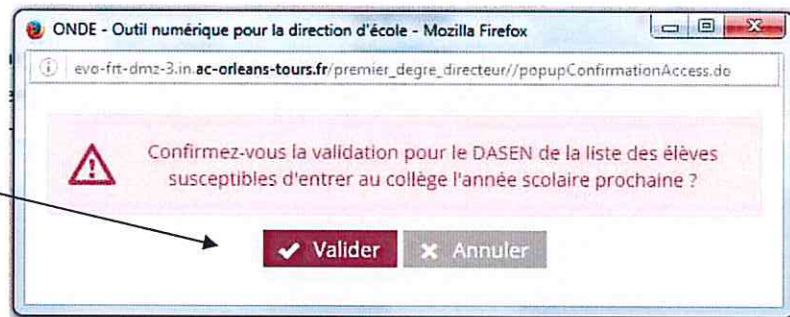 ONDE - Outil numérique pour la direction d'école - Mozilla Firefox
evo-frt-dmz-3.in.ac-orleans-tours.fr/premier_degre_directeur//popupConfirmationAccess.do
Confirmez-vous la validation pour le DASEN de la liste des élèves
susceptibles d'entrer au collège l'année scolaire prochaine ?
Valider Annuler